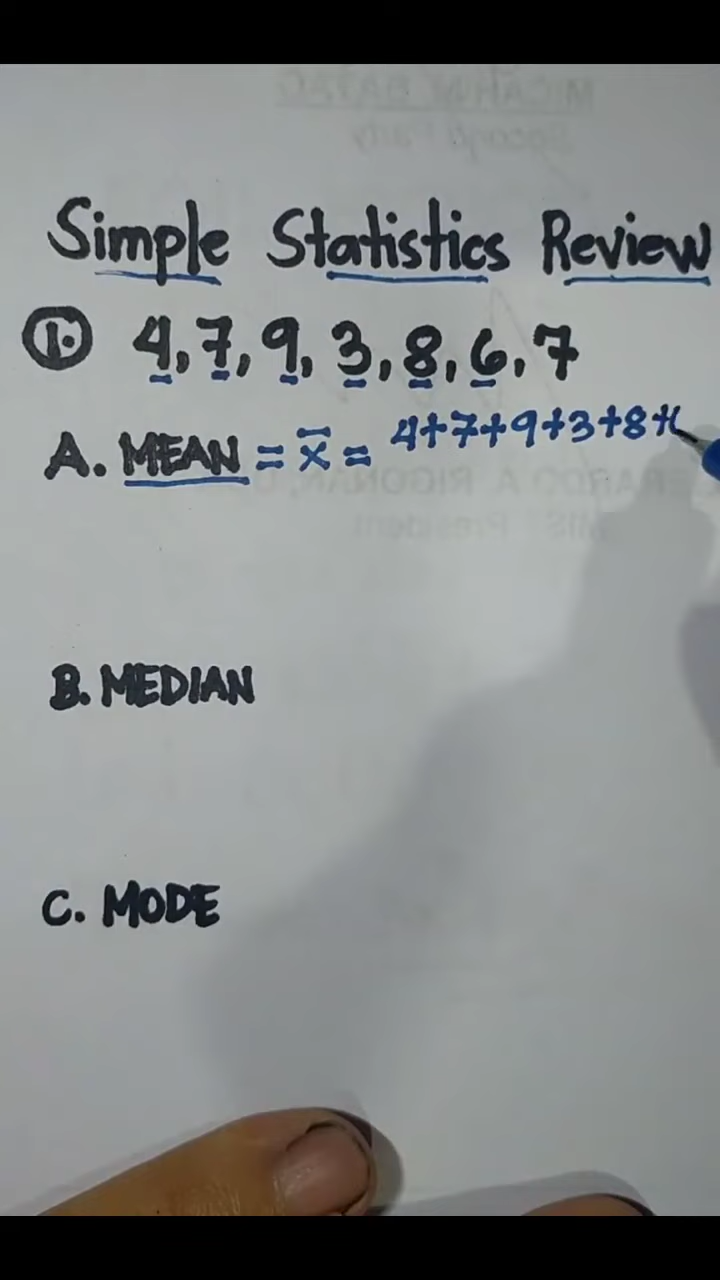 Simple Statistics Review
1. 4, 7, 9, 3, 8, 6, 7
A. MEAN = x̄ = 4+7+9+3+8+
B. MEDIAN
C. MODE